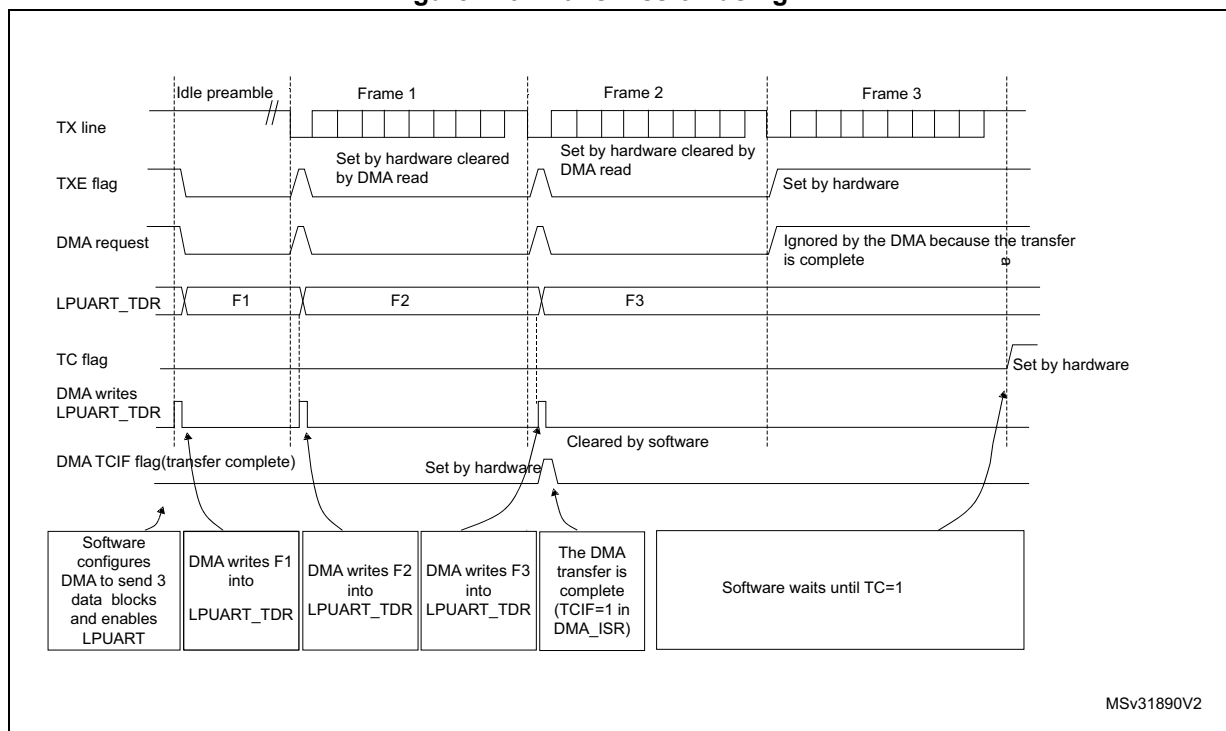 Idle preamble
Frame 1
Frame 2
Frame 3
TX line
Set by hardware cleared
by DMA read
Set by hardware cleared by
DMA read
TXE flag
Set by hardware
DMA request
Ignored by the DMA because the transfer
is complete
LPUART_TDR
F1
F2
F3
TC flag
Set by hardware
DMA writes
LPUART_TDR
Cleared by software
DMA TCIF flag(transfer complete)
Set by hardware
Software
configures
DMA to send 3
data blocks
and enables
LPUART
DMA writes F1
into
LPUART_TDR
DMA writes F2
into
LPUART_TDR
DMA writes F3
into
LPUART_TDR
The DMA
transfer is
complete
(TCIF=1 in
DMA_ISR)
Software waits until TC=1
MSv31890V2